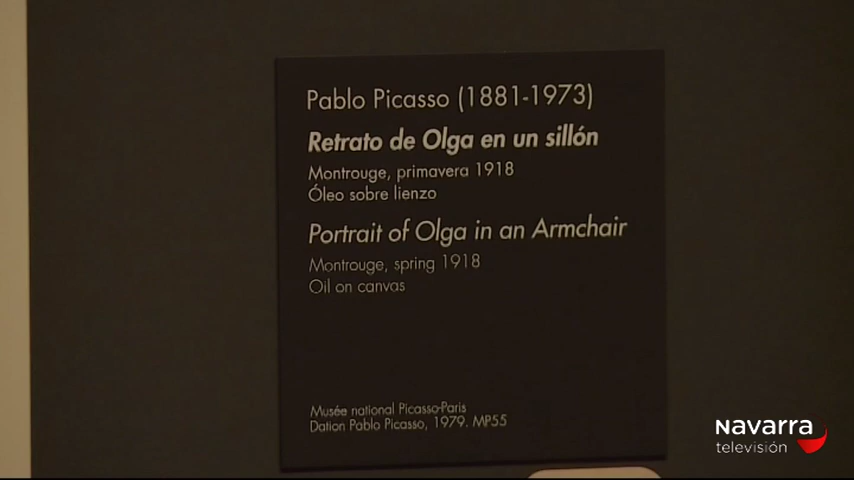 Pablo Picasso (1881-1973)
Retrato de Olga en un sillón
Montrouge, primavera 1918
Óleo sobre lienzo
Portrait of Olga in an Armchair
Montrouge, spring 1918
Oil on canvas
Musée national Picasso-Paris
Dation Pablo Picasso, 1979. MP55
navarra
televisión